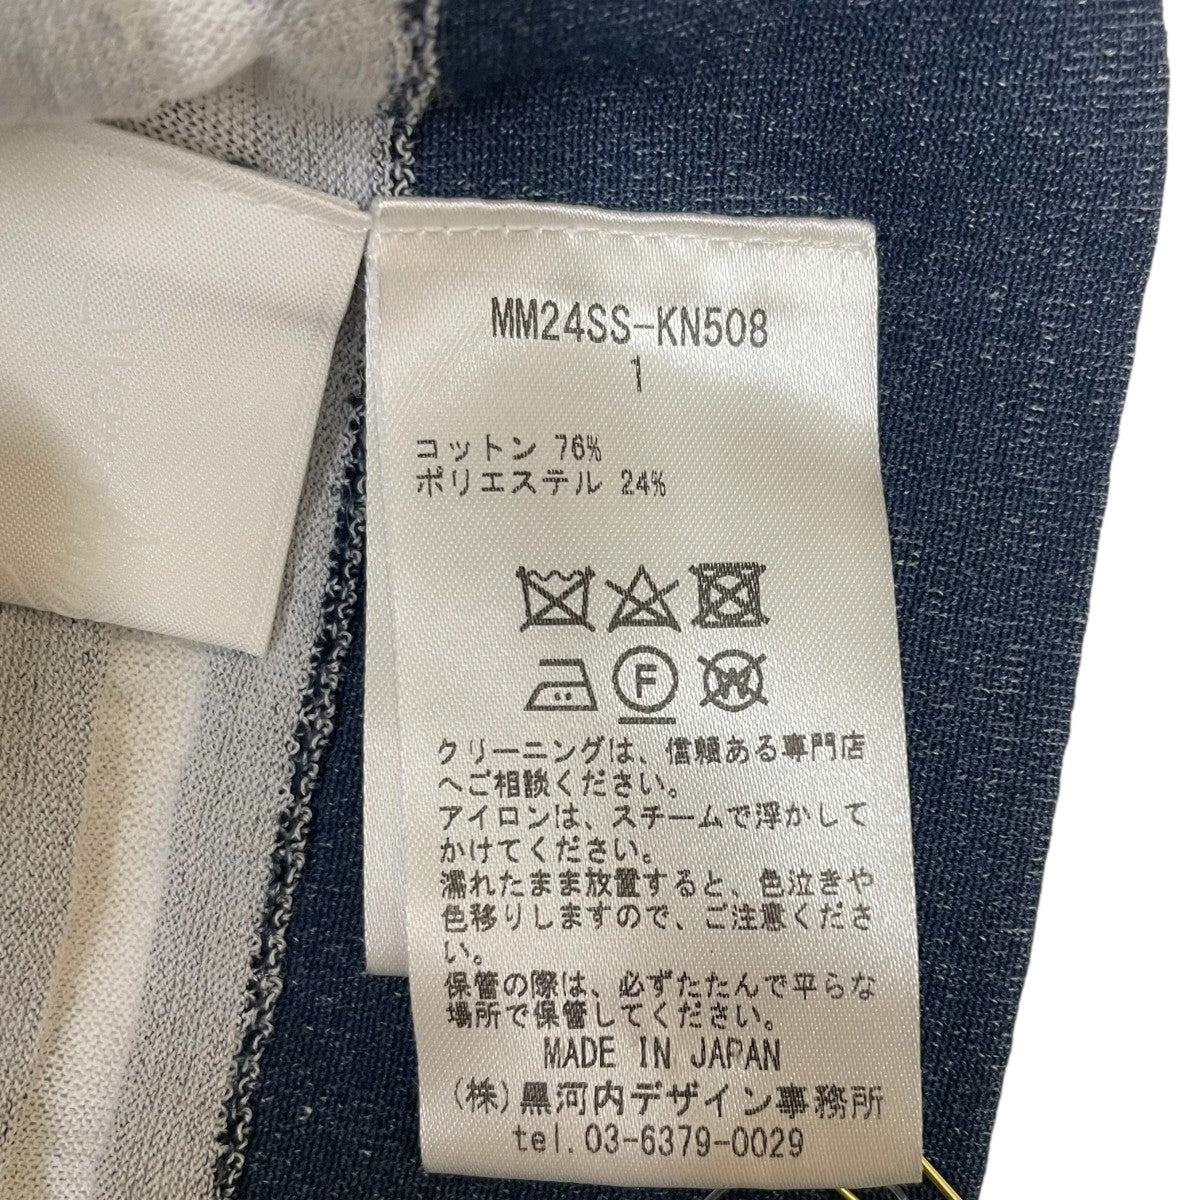 MM24SS-KN508
1
コットン 76%
ポリエステル 24%
F
W
クリーニングは、信頼ある専門店
へご相談ください。
アイロンは、スチームで浮かして
かけてください。
濡れたまま放置すると、色泣きや
色移りしますので、ご注意くださ
い。
保管の際は、必ずたたんで平らな
場所で保管してください。
MADE IN JAPAN
(株)黒河内デザイン事務所
tel.03-6379-0029